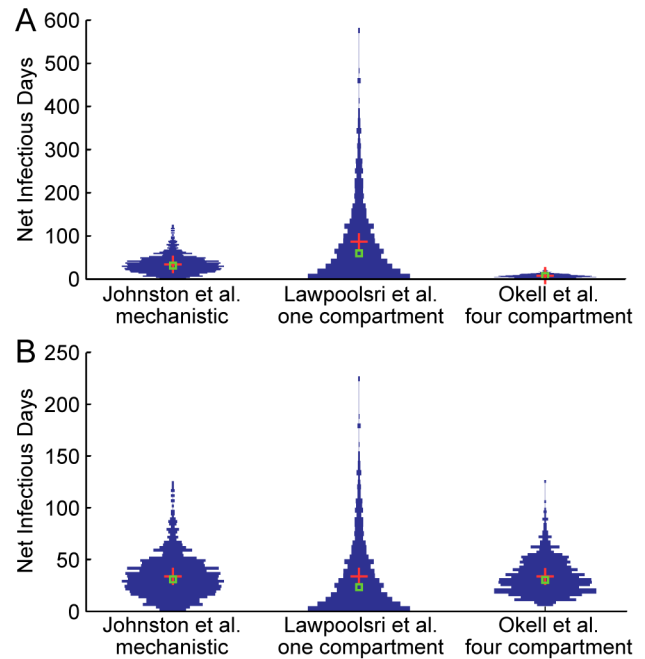 A
600
500
400
300
200
100
0
Net Infectious Days
Johnston et al.
mechanistic
Lawpoolsri et al.
one compartment
Okell et al.
four compartment
B
250
200
150
100
50
0
Net Infectious Days
Johnston et al.
mechanistic
Lawpoolsri et al.
one compartment
Okell et al.
four compartment